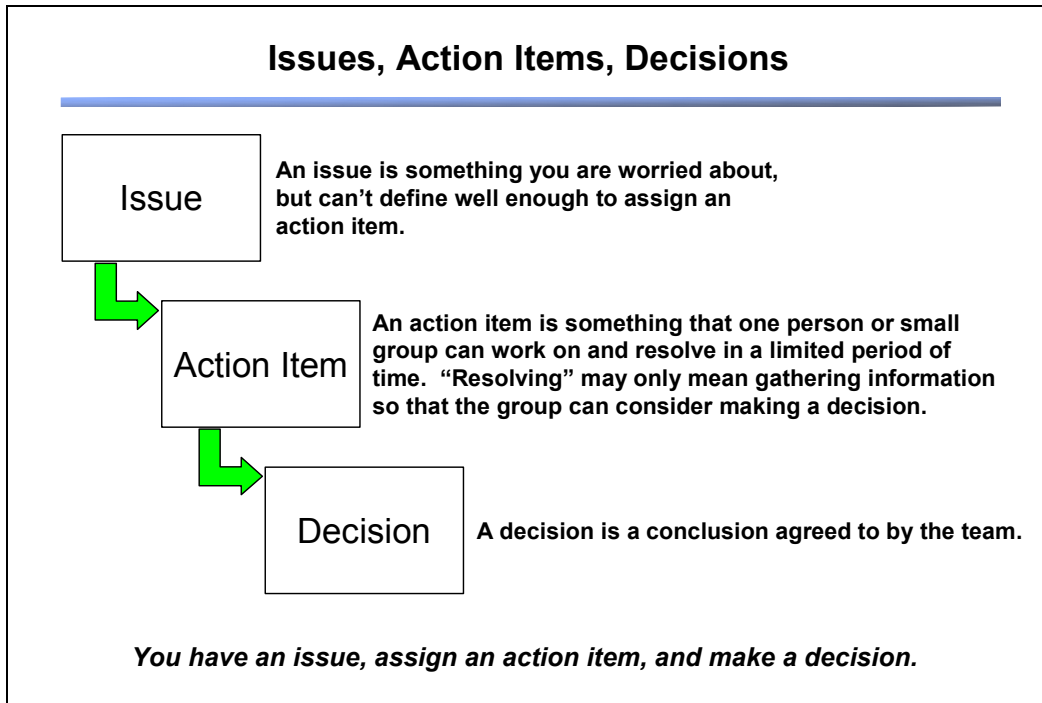 Issues, Action Items, Decisions
Issue
An issue is something you are worried about,
but can’t define well enough to assign an
action item.
Action Item
An action item is something that one person or small
group can work on and resolve in a limited period of
time.  “Resolving” may only mean gathering information
so that the group can consider making a decision.
Decision
A decision is a conclusion agreed to by the team.
You have an issue, assign an action item, and make a decision.